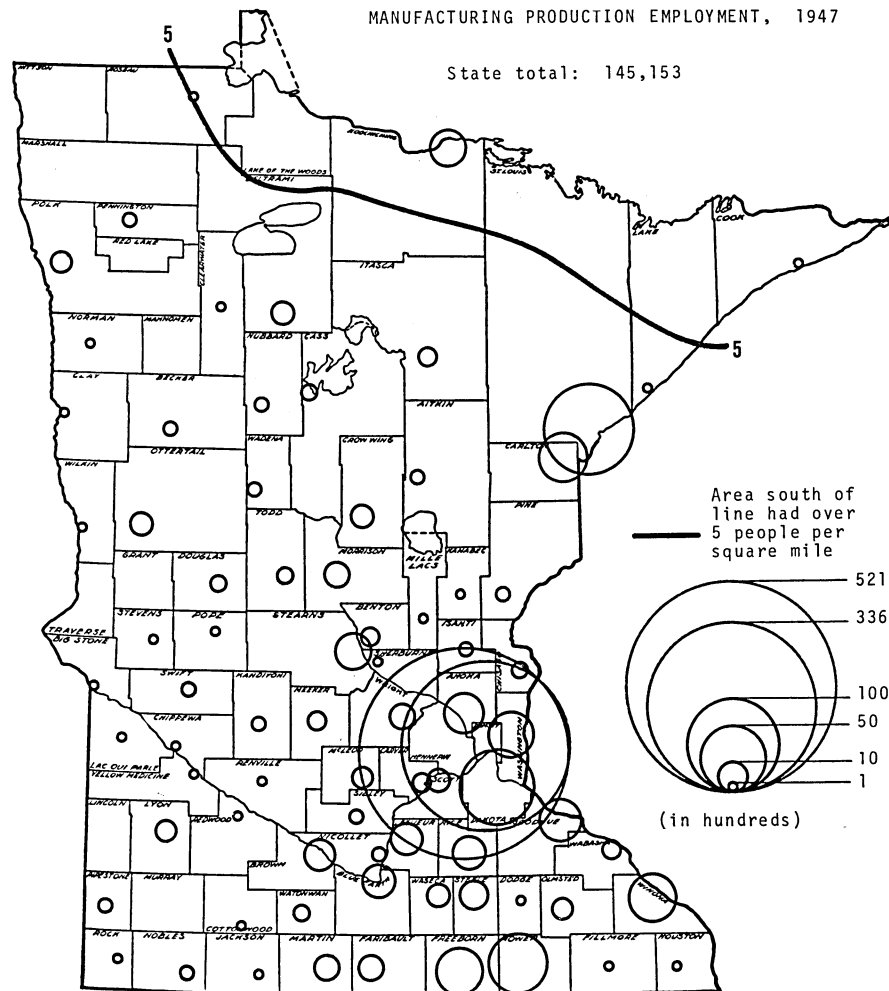 MANUFACTURING PRODUCTION EMPLOYMENT, 1947
State total: 145,153
5
KITTSON
ROSEAU
MARSHALL
LAKE OF THE WOODS
BELTRAMI
KOOCHICHING
ST.LOUIS
LAKE
COOK
POLK
PENNINGTON
RED LAKE
CLEARWATER
ITASCA
NORMAN
MAHNOMEN
HUBBARD
CASS
5
CLAY
BECKER
AITKIN
OTTERTAIL
WADENA
CROW WING
CARLTON
WILKIN
PINE
TODD
Area south of
line had over
5 people per
square mile
GRANT
DOUGLAS
MORRISON
MILLE
LACS
KANABEC
521
STEVENS
POPE
STEARNS
BENTON
ISANTI
336
TRAVERSE
BIG STONE
SHERBURNE
SWIFT
KANDIYOHI
MEEKER
WRIGHT
ANOKA
CHISAGO
100
CHIPPEWA
WASHINGTON
50
LAC QUI PARLE
YELLOW MEDICINE
RENVILLE
McLEOD
CARVER
HENNEPIN
10
SCOTT
1
SIBLEY
LINCOLN
LYON
REDWOOD
NICOLLET
LE SUEUR
RICE
DAKOTA
GOODHUE
(in hundreds)
BROWN
WABASHA
PIPESTONE
MURRAY
WATONWAN
BLUE EARTH
WASECA
STEELE
DODGE
OLMSTED
WINONA
COTTONWOOD
ROCK
NOBLES
JACKSON
MARTIN
FARIBAULT
FREEBORN
MOWER
FILLMORE
HOUSTON